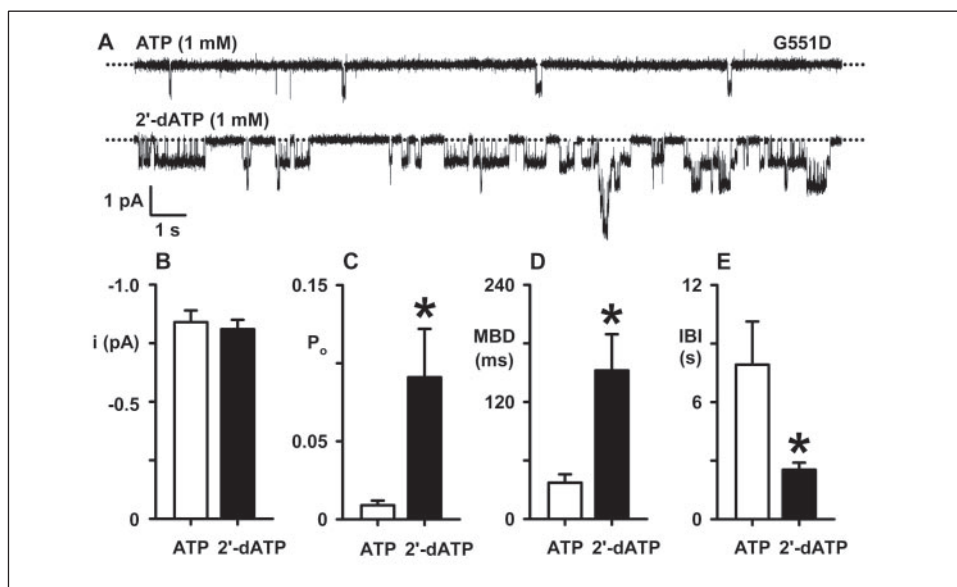 A ATP (1 mM) G551D
2'-dATP (1 mM)
1 pA
1 s
B C D E
-1.0
i (pA)
-0.5
0
ATP 2'-dATP
0.15
*
Po
0.05
0
ATP 2'-dATP
240
*
MBD
(ms)
120
0
ATP 2'-dATP
12
IBI
(s)
6
*
0
ATP 2'-dATP